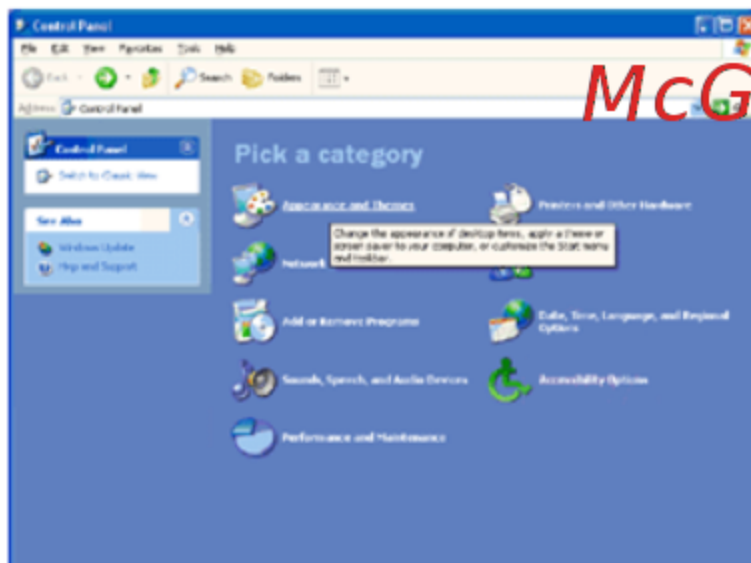 Control Panel
File Edit View Favorites Tools Help
Back Search Folders
McG
Address Control Panel
Control Panel
Switch to Classic View
See Also
Windows Update
Help and Support
Pick a category
Appearance and Themes
Printers and Other Hardware
Change the appearance of desktop items, apply a theme or
screen saver to your computer, or customize the Start menu
and taskbar.
Network
Add or Remove Programs
Date, Time, Language, and Regional
Options
Sounds, Speech, and Audio Devices
Accessibility Options
Performance and Maintenance